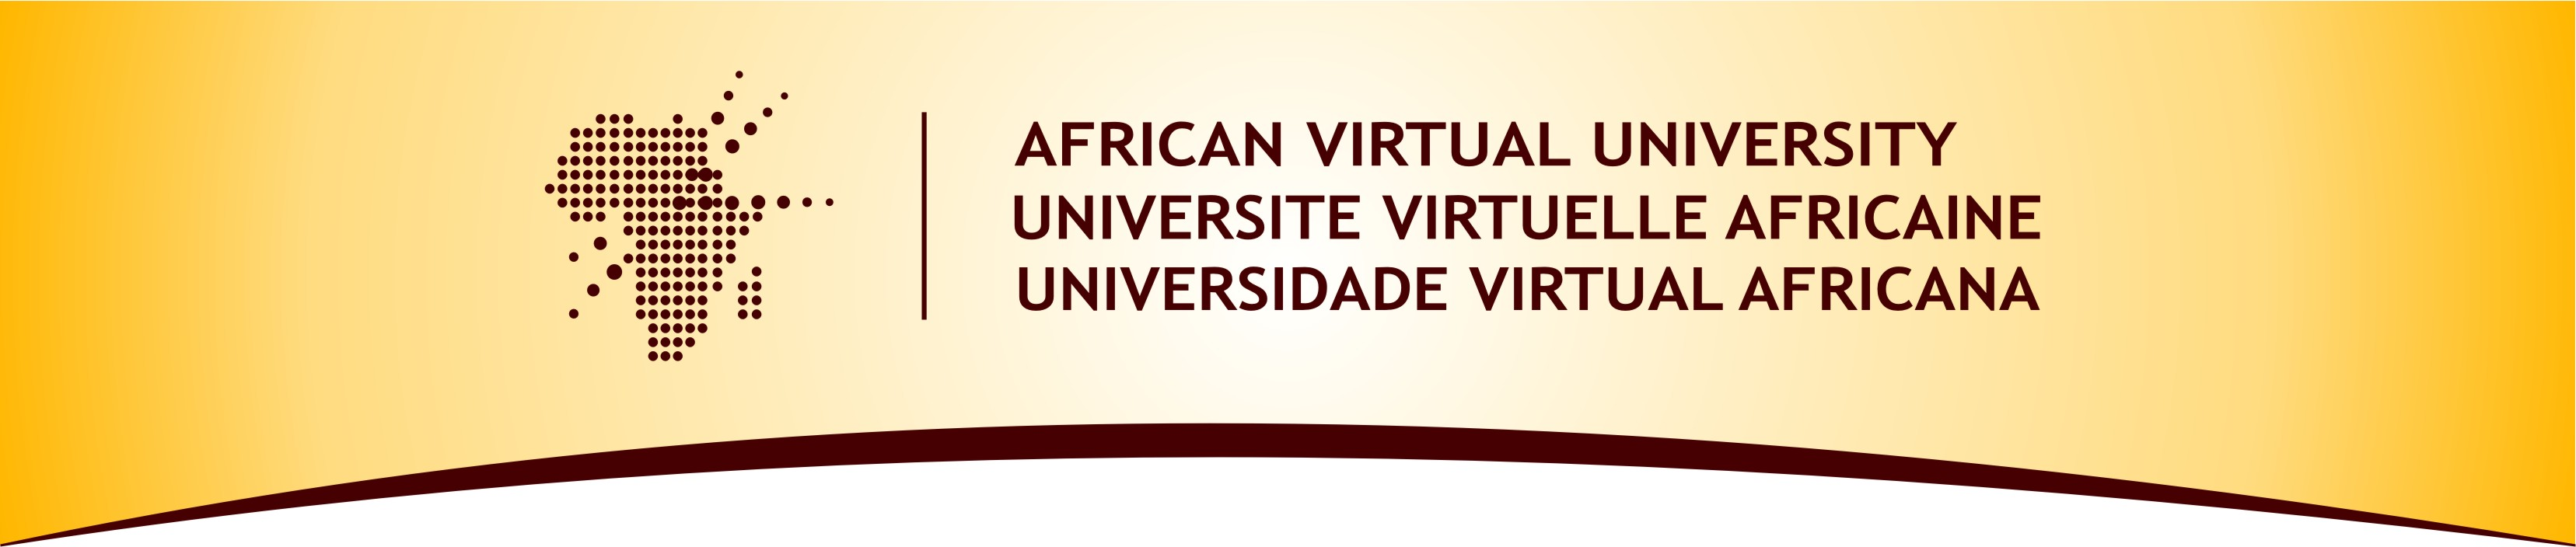 AFRICAN VIRTUAL UNIVERSITY
UNIVERSITE VIRTUELLE AFRICAINE
UNIVERSIDADE VIRTUAL AFRICANA